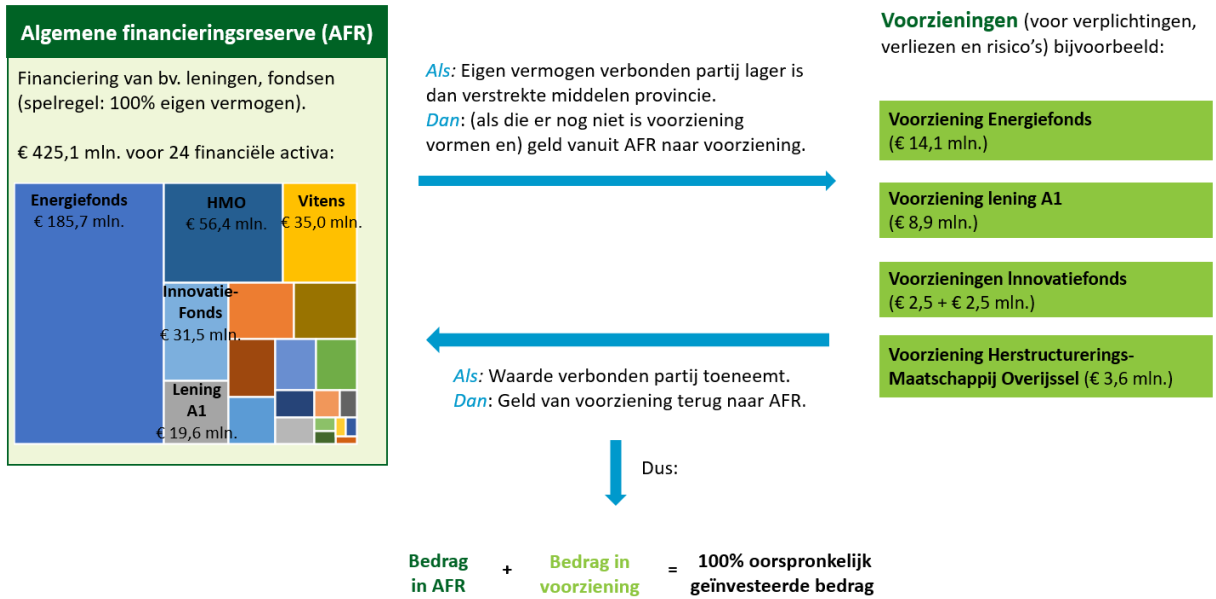 Algemene financieringsreserve (AFR)
Financiering van bv. leningen, fondsen
(spelregel: 100% eigen vermogen).
€ 425,1 mln. voor 24 financiële activa:
Energiefonds
€ 185,7 mln.
HMO
€ 56,4 mln.
Vitens
€ 35,0 mln.
Innovatie-
Fonds
€ 31,5 mln.
Lening
A1
€ 19,6 mln.
Als: Eigen vermogen verbonden partij lager is
dan verstrekte middelen provincie.
Dan: (als die er nog niet is voorziening
vormen en) geld vanuit AFR naar voorziening.
Als: Waarde verbonden partij toeneemt.
Dan: Geld van voorziening terug naar AFR.
Dus:
Voorzieningen (voor verplichtingen,
verliezen en risico's) bijvoorbeeld:
Voorziening Energiefonds
(€ 14,1 mln.)
Voorziening lening A1
(€ 8,9 mln.)
Voorzieningen Innovatiefonds
(€ 2,5 + € 2,5 mln.)
Voorziening Herstructurerings-
Maatschappij Overijssel (€ 3,6 mln.)
Bedrag
in AFR
+
Bedrag in
voorziening
=
100% oorspronkelijk
geïnvesteerde bedrag